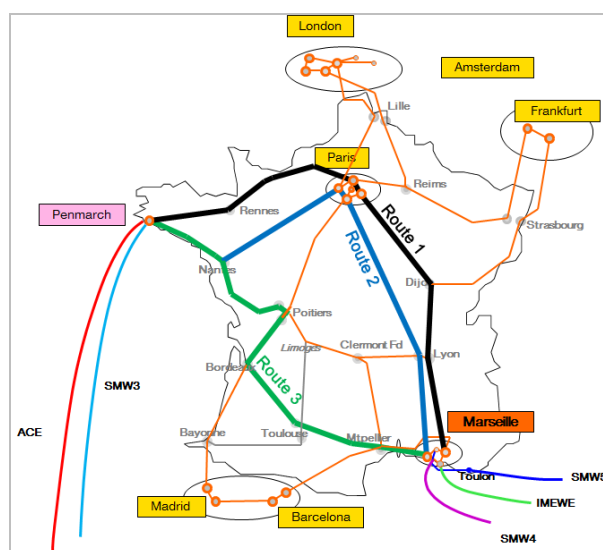 London
Amsterdam
Lille
Frankfurt
Paris
Reims
Penmarch
Rennes
Route 1
Strasbourg
Route 2
Nantes
Dijo
Poitiers
Limoges
Clermont Fd
Lyon
Bordeaux
Route 3
SMW3
ACE
Bayonne
Toulouse
Mtpellier
Marseille
Toulon
SMW5
IMEWE
SMW4
Madrid
Barcelona